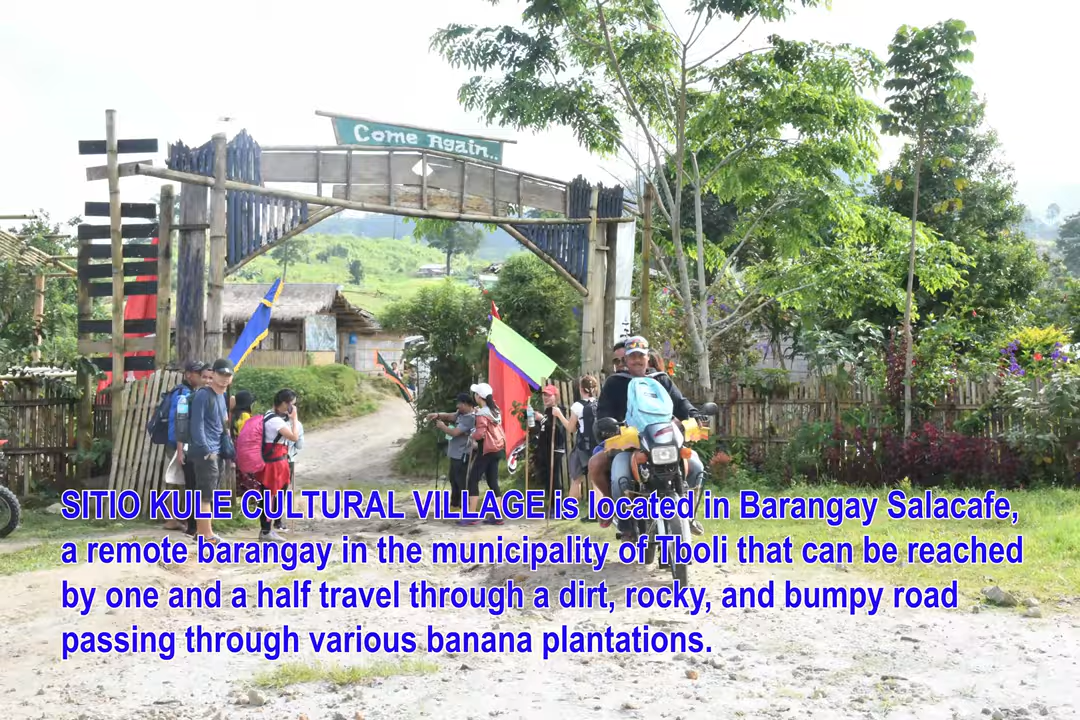 Come Again..
SITIO KULE CULTURAL VILLAGE is located in Barangay Salacafe,
a remote barangay in the municipality of Tboli that can be reached
by one and a half travel through a dirt, rocky, and bumpy road
passing through various banana plantations.